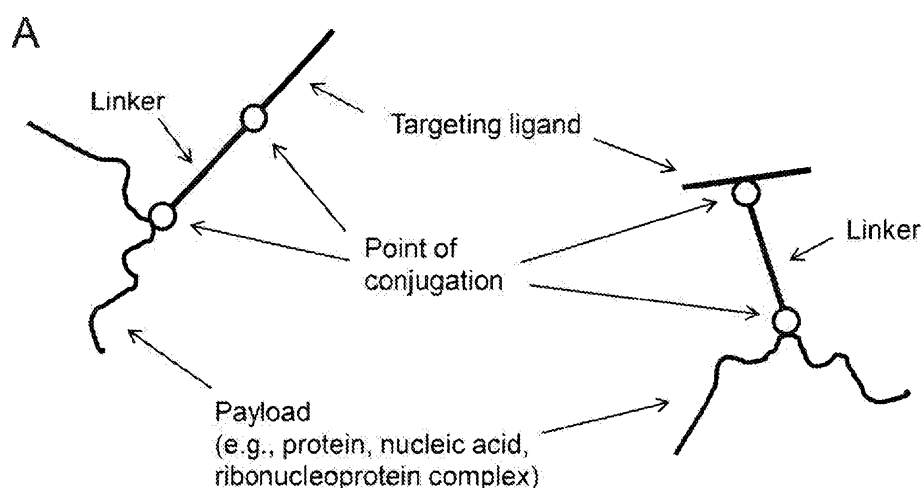 A
Linker
Targeting ligand
Linker
Point of
conjugation
Payload
(e.g., protein, nucleic acid,
ribonucleoprotein complex)